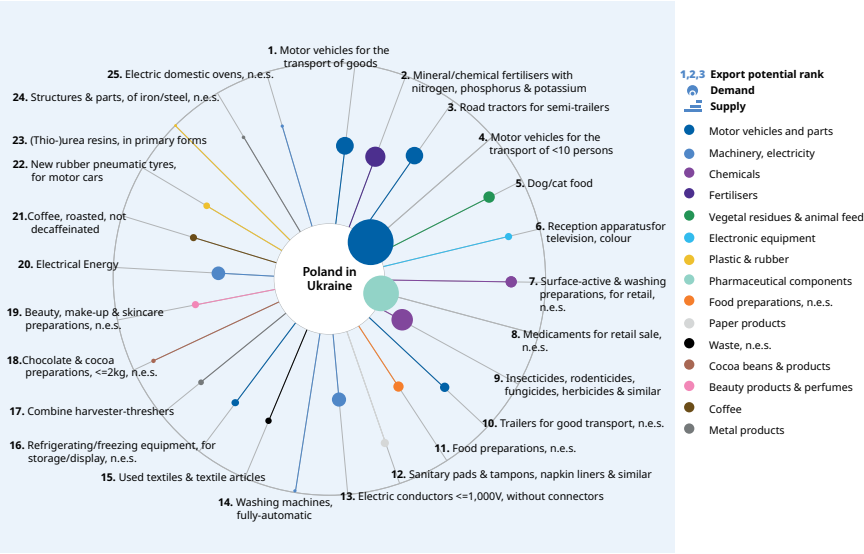 1. Motor vehicles for the
transport of goods
2. Mineral/chemical fertilisers with
nitrogen, phosphorus & potassium
3. Road tractors for semi-trailers
4. Motor vehicles for the
transport of <10 persons
5. Dog/cat food
6. Reception apparatusfor
television, colour
7. Surface-active & washing
preparations, for retail,
n.e.s.
8. Medicaments for retail sale,
n.e.s.
9. Insecticides, rodenticides,
fungicides, herbicides & similar
10. Trailers for good transport, n.e.s.
11. Food preparations, n.e.s.
12. Sanitary pads & tampons, napkin liners & similar
13. Electric conductors <=1,000V, without connectors
14. Washing machines,
fully-automatic
15. Used textiles & textile articles
16. Refrigerating/freezing equipment, for
storage/display, n.e.s.
17. Combine harvester-threshers
18.Chocolate & cocoa
preparations, <=2kg, n.e.s.
19. Beauty, make-up & skincare
preparations, n.e.s.
20. Electrical Energy
21.Coffee, roasted, not
decaffeinated
22. New rubber pneumatic tyres,
for motor cars
23. (Thio-)urea resins, in primary forms
24. Structures & parts, of iron/steel, n.e.s.
25. Electric domestic ovens, n.e.s.
Poland in
Ukraine
1,2,3 Export potential rank
Demand
Supply
Motor vehicles and parts
Machinery, electricity
Chemicals
Fertilisers
Vegetal residues & animal feed
Electronic equipment
Plastic & rubber
Pharmaceutical components
Food preparations, n.e.s.
Paper products
Waste, n.e.s.
Cocoa beans & products
Beauty products & perfumes
Coffee
Metal products